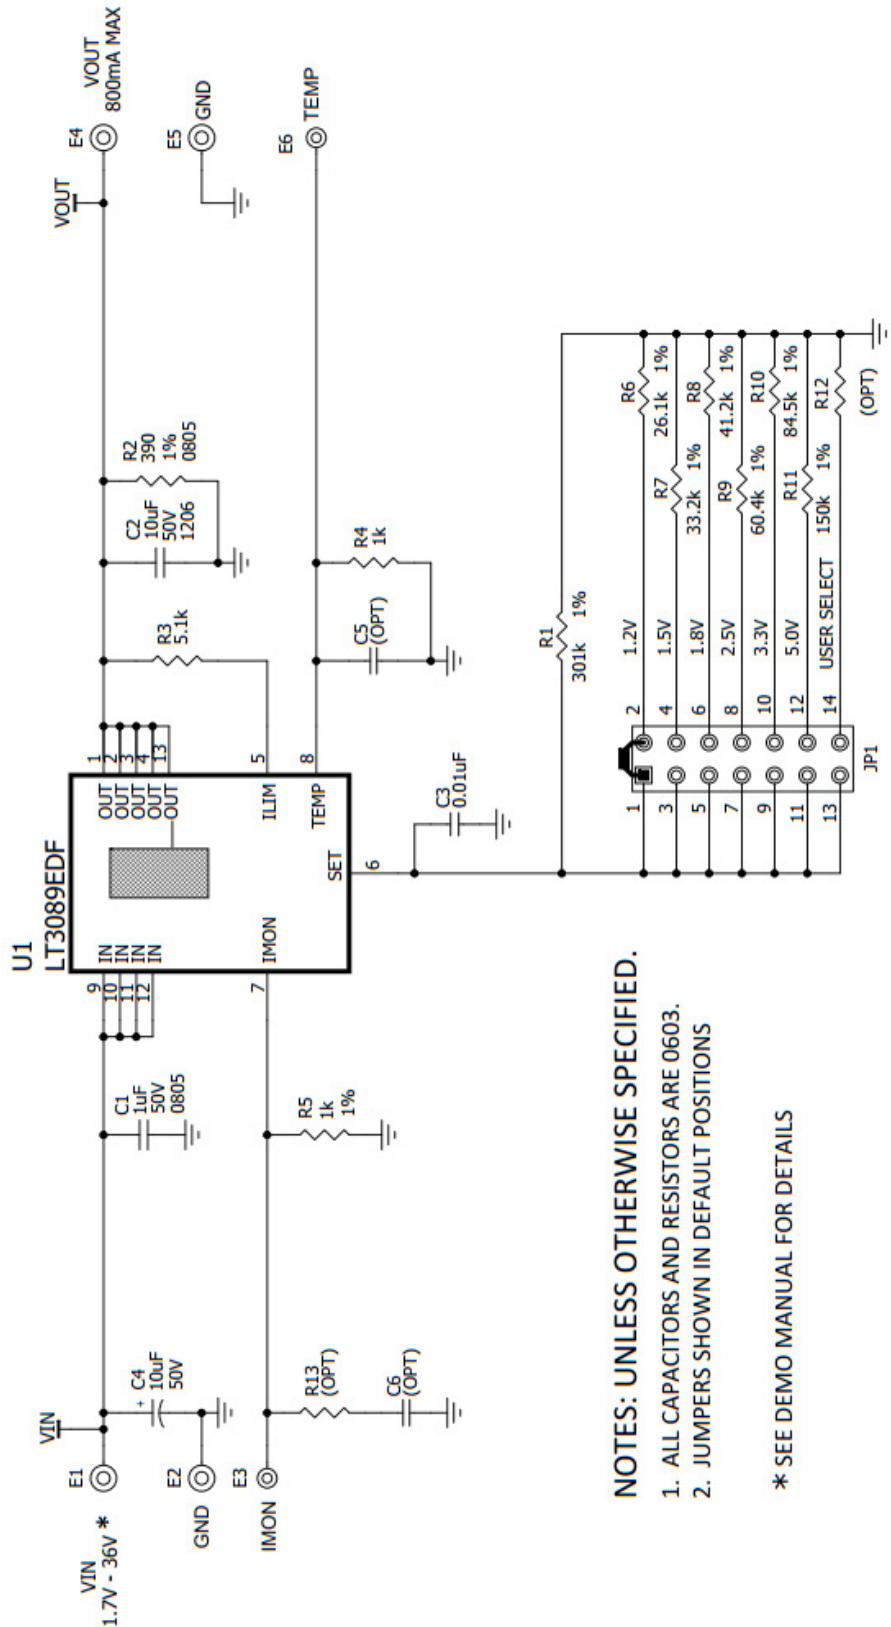 U1
LT3089EDF
VIN
1.7V - 36V *
E1
VIN
+
C4
10uF
50V
C1
1uF
50V
0805
9
10
11
12
IN
IN
IN
IN
OUT
OUT
OUT
OUT
OUT
1
2
3
4
13
R3
5.1k
C2
10uF
50V
1206
R2
390
1%
0805
VOUT
E4
VOUT
800mA MAX
E2
GND
E5
GND
E3
IMON
R13
(OPT)
C6
(OPT)
R5
1k
1%
7
IMON
ILIM
5
TEMP
8
SET
6
C5
(OPT)
R4
1k
E6
TEMP
C3
0.01uF
R1
301k
1%
1
2
1.2V
R6
26.1k
1%
3
4
1.5V
R7
33.2k
1%
5
6
1.8V
R8
41.2k
1%
7
8
2.5V
R9
60.4k
1%
9
10
3.3V
R10
84.5k
1%
11
12
5.0V
R11
150k
1%
13
14
USER SELECT
R12
(OPT)
JP1
NOTES: UNLESS OTHERWISE SPECIFIED.
1. ALL CAPACITORS AND RESISTORS ARE 0603.
2. JUMPERS SHOWN IN DEFAULT POSITIONS
* SEE DEMO MANUAL FOR DETAILS